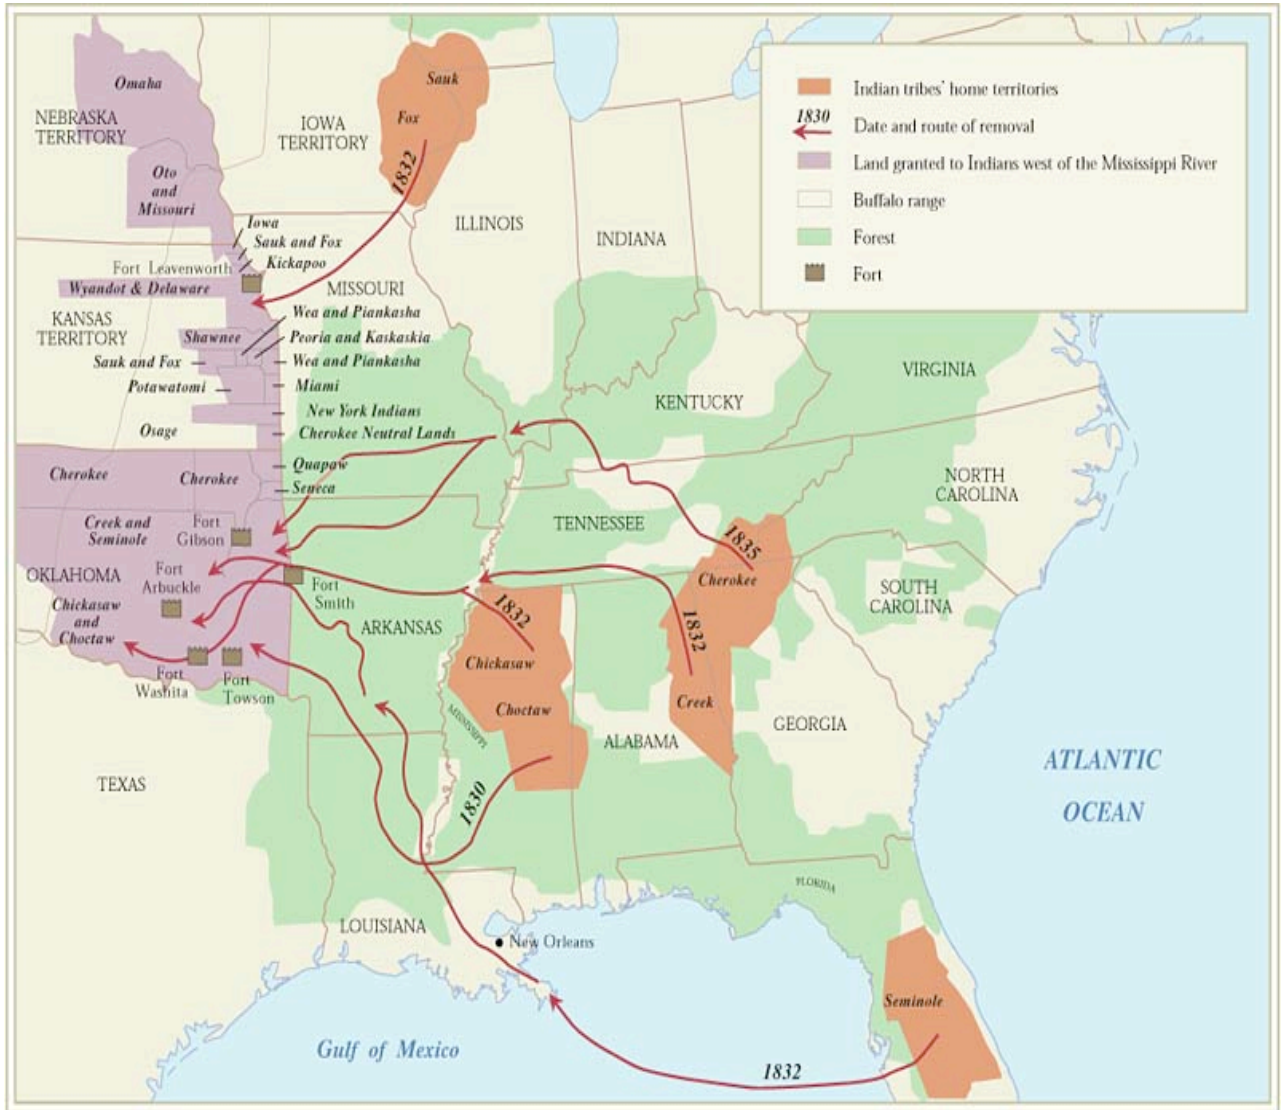 Omaha
NEBRASKA
TERRITORY
Oto
and
Missouri
IOWA
TERRITORY
Sauk
Fox
1832
ILLINOIS
INDIANA
1830
Indian tribes' home territories
Date and route of removal
Land granted to Indians west of the Mississippi River
Buffalo range
Forest
Fort
Iowa
Sauk and Fox
Kickapoo
Fort Leavenworth
Wyandot & Delaware
MISSOURI
KANSAS
TERRITORY
Wea and Piankasha
Shawnee
Peoria and Kaskaskia
Sauk and Fox
Wea and Piankasha
Potawatomi
Miami
New York Indians
Osage
Cherokee Neutral Lands
KENTUCKY
VIRGINIA
Cherokee
Cherokee
Quapaw
Seneca
NORTH
CAROLINA
Creek and
Seminole
Fort
Gibson
TENNESSEE
1835
Cherokee
OKLAHOMA
Fort
Arbuckle
Fort
Smith
Chickasaw
and
Choctaw
ARKANSAS
1832
Chickasaw
Choctaw
1832
Creek
SOUTH
CAROLINA
Fort
Washita
Fort
Towson
MISSISSIPPI
ALABAMA
GEORGIA
TEXAS
1830
ATLANTIC
OCEAN
FLORIDA
LOUISIANA
New Orleans
Seminole
Gulf of Mexico
1832